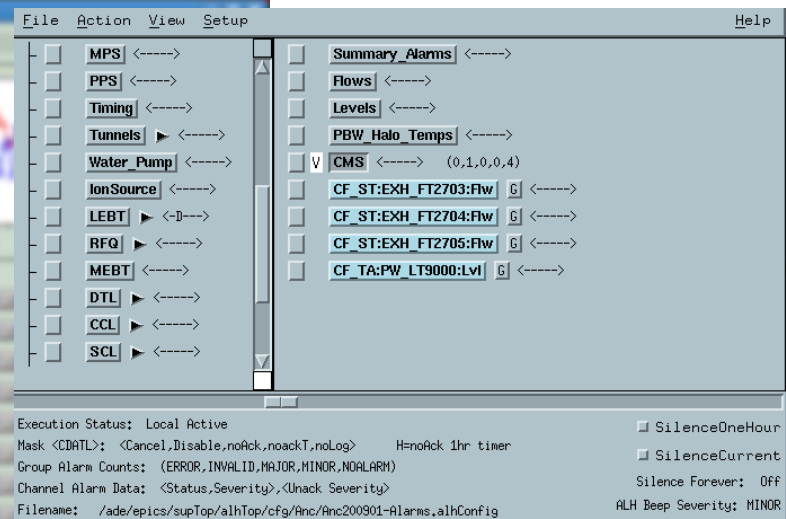 File Action View Setup Help
MPS <----->
PPS <----->
Timing <----->
Tunnels <----->
Water_Pump <----->
IonSource <----->
LEBT <-D--->
RFQ <----->
MEBT <----->
DTL <----->
CCL <----->
SCL <----->
Summary_Alarms <----->
Flows <----->
Levels <----->
PBW_Halo_Temps <----->
V CMS <-----> (0,1,0,0,4)
CF_ST:EXH_FT2703:Flw G <----->
CF_ST:EXH_FT2704:Flw G <----->
CF_ST:EXH_FT2705:Flw G <----->
CF_TA:PW_LT9000:Lvl G <----->
Execution Status: Local Active
Mask <CDATL>: <Cancel,Disable,noAck,noackT,noLog> H=noAck 1hr timer
Group Alarm Counts: (ERROR,INVALID,MAJOR,MINOR,NOALARM)
Channel Alarm Data: <Status,Severity>,<Unack Severity>
Filename: /ade/epics/supTop/alhTop/cfg/Anc/Anc200901-Alarms.alhConfig
SilenceOneHour
SilenceCurrent
Silence Forever: Off
ALH Beep Severity: MINOR